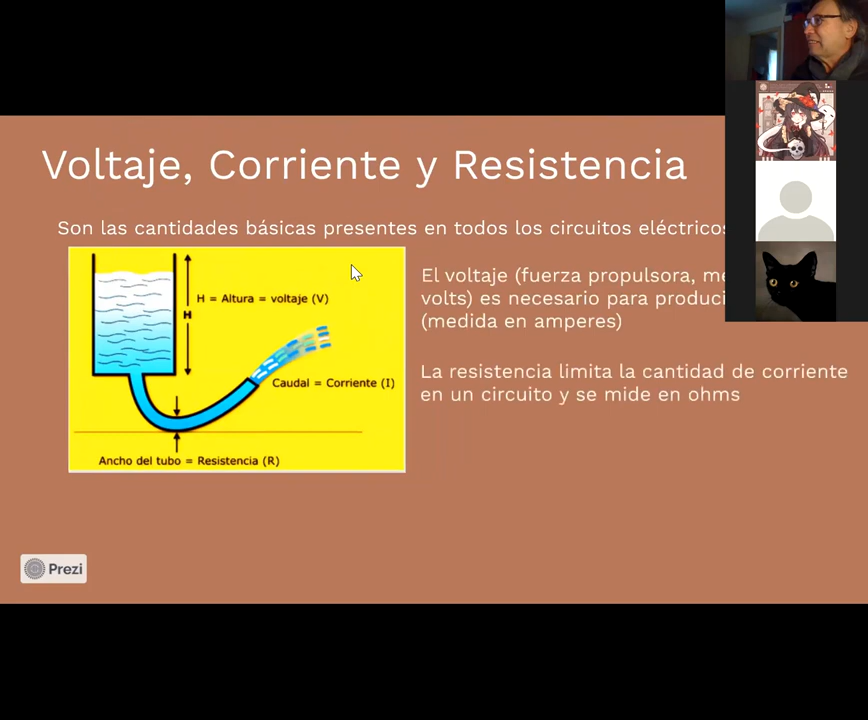 Voltaje, Corriente y Resistencia
Son las cantidades básicas presentes en todos los circuitos eléctricos
H = Altura = voltaje (V)
H
Caudal = Corriente (I)
Ancho del tubo = Resistencia (R)
El voltaje (fuerza propulsora,
volts) es necesario para
(medida en amperes)
La resistencia limita la cantidad de corriente
en un circuito y se mide en ohms
Prezi